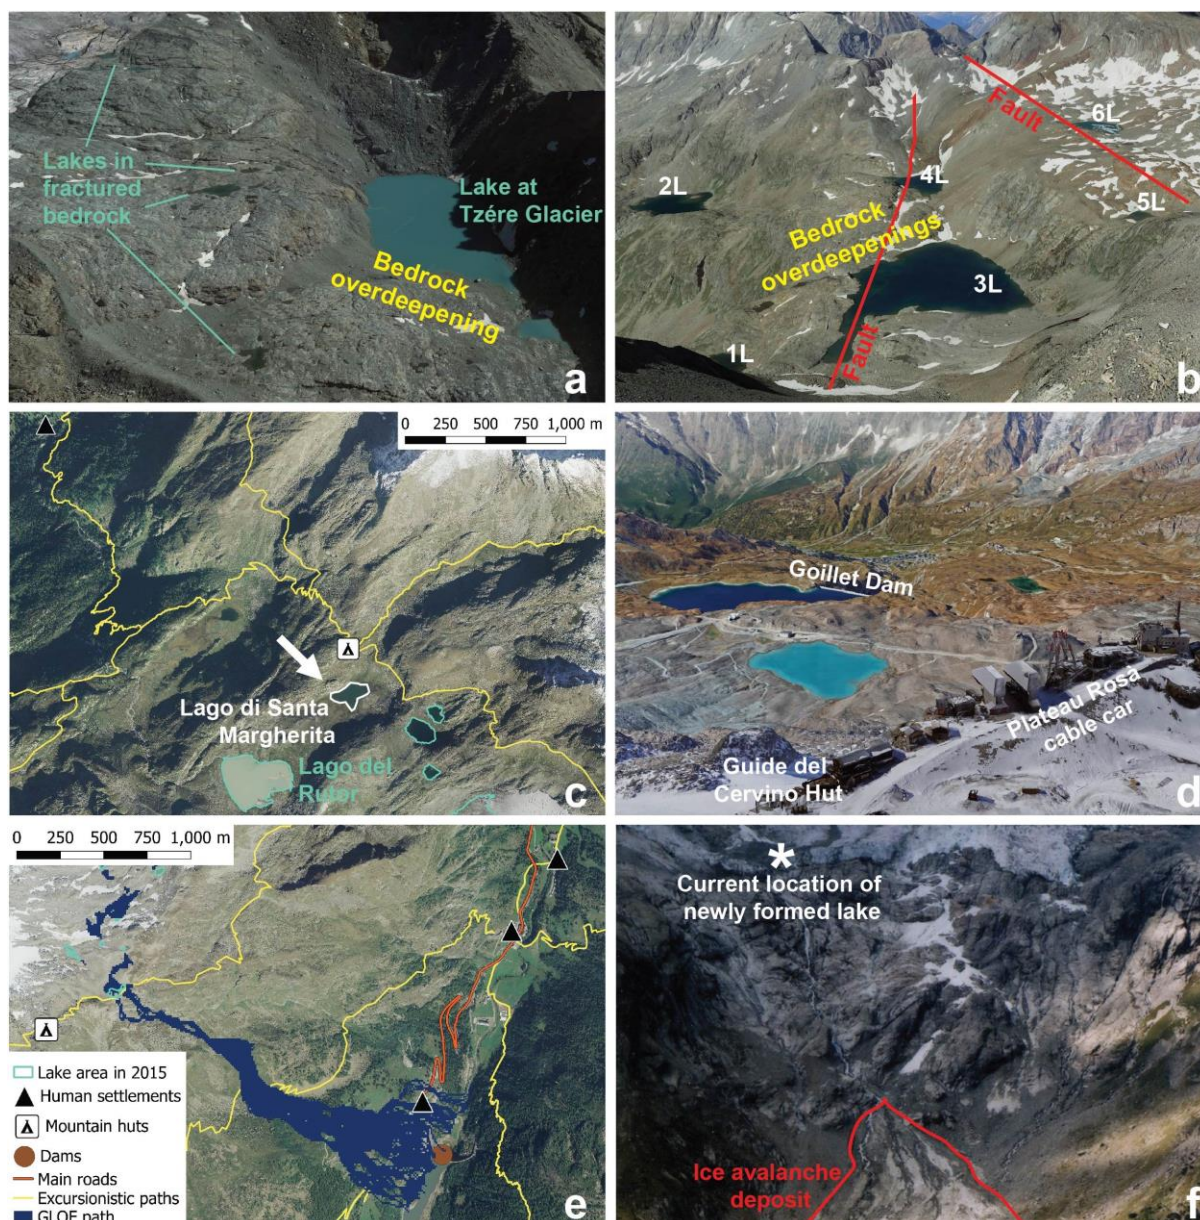 Lakes in
fractured
bedrock
Lake at
Tzére Glacier
Bedrock
overdeepening
a
Fault
6L
2L
4L
5L
Bedrock
overdeepenings
3L
1L
Fault
b
0 250 500 750 1,000 m
Lago di Santa
Margherita
Lago del
Rutor
c
Goillet Dam
Plateau Rosà
cable car
Guide del
Cervino Hut
d
0 250 500 750 1,000 m
Lake area in 2015
Human settlements
Mountain huts
Dams
Main roads
Excursionistic paths
GLOF path
e
*
Current location of
newly formed lake
Ice avalanche
deposit
f